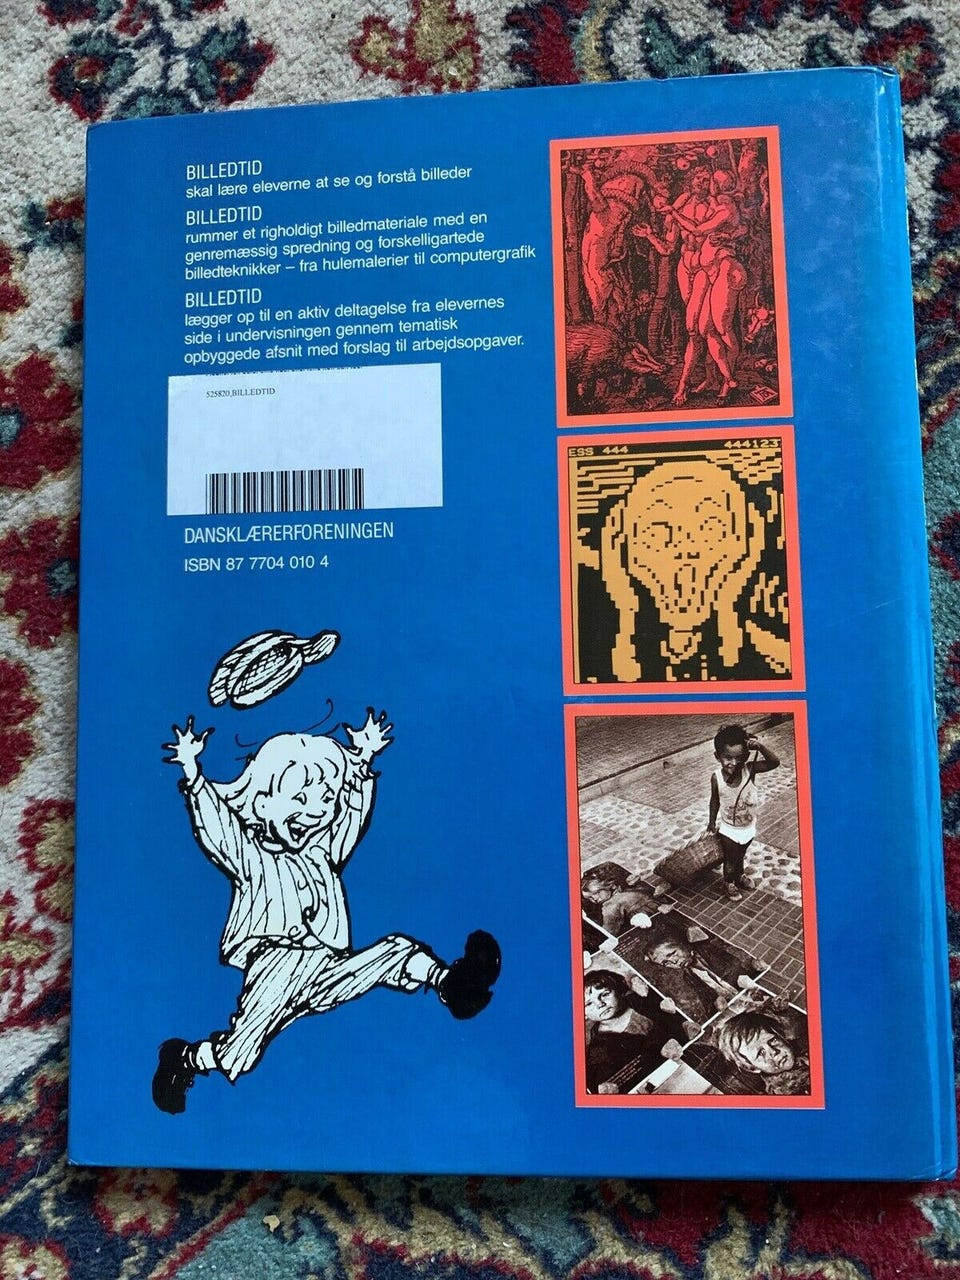 BILLEDTID
skal lære eleverne at se og forstå billeder
BILLEDTID
rummer et righoldigt billedmateriale med en
genremæssig spredning og forskelligartede
billedteknikker – fra hulemalerier til computergrafik
BILLEDTID
lægger op til en aktiv deltagelse fra elevernes
side i undervisningen gennem tematisk
opbyggede afsnit med forslag til arbejdsopgaver.
525820,BILLEDTID
DANSKLÆRERFORENINGEN
ISBN 87 7704 010 4
ESS 444 444123